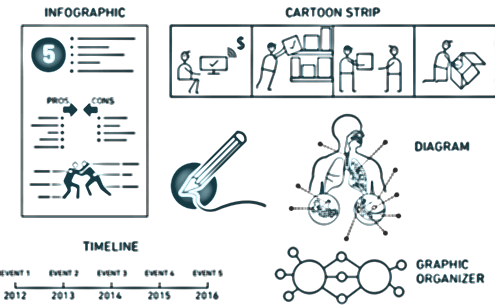 INFOGRAPHIC
5
PROS
CONS
CARTOON STRIP
$
DIAGRAM
TIMELINE
EVENT 1 EVENT 2 EVENT 3 EVENT 4 EVENT 5
2012 2013 2014 2015 2016
GRAPHIC
ORGANIZER